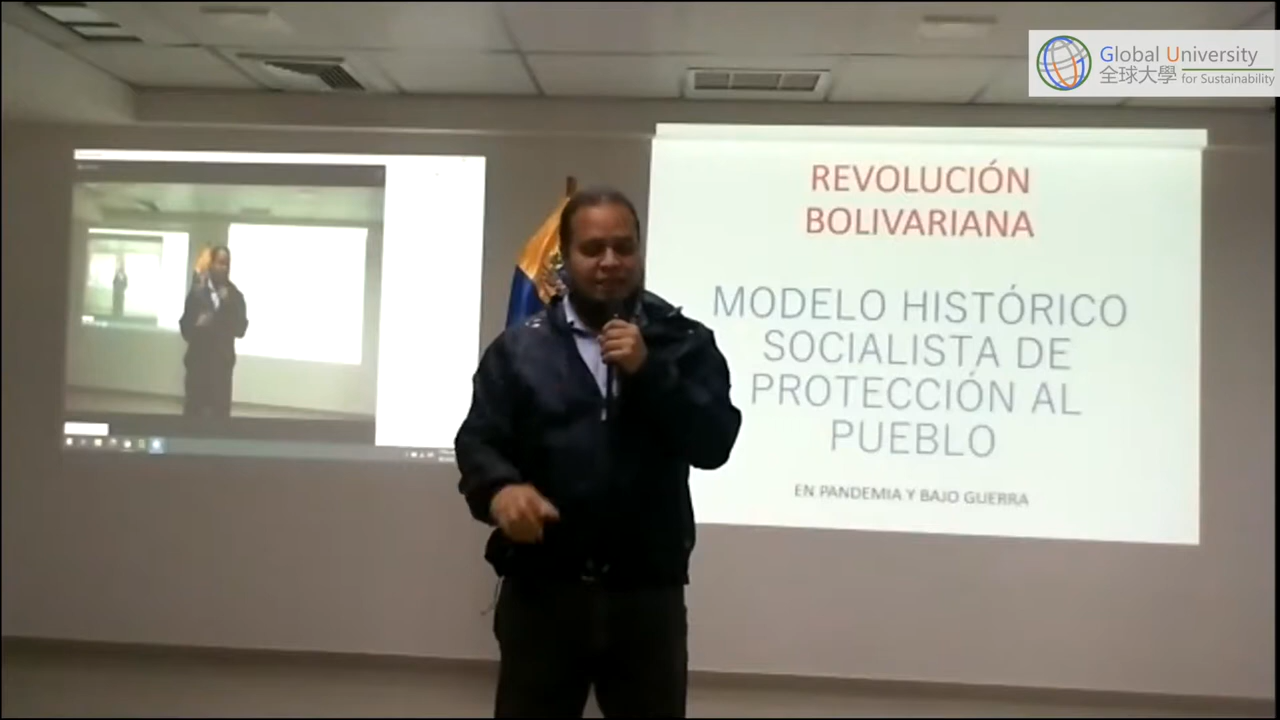 Global University
全球大學 for Sustainability
REVOLUCIÓN
BOLIVARIANA
MODELO HISTÓRICO
SOCIALISTA DE
PROTECCIÓN AL
PUEBLO
EN PANDEMIA Y BAJO GUERRA